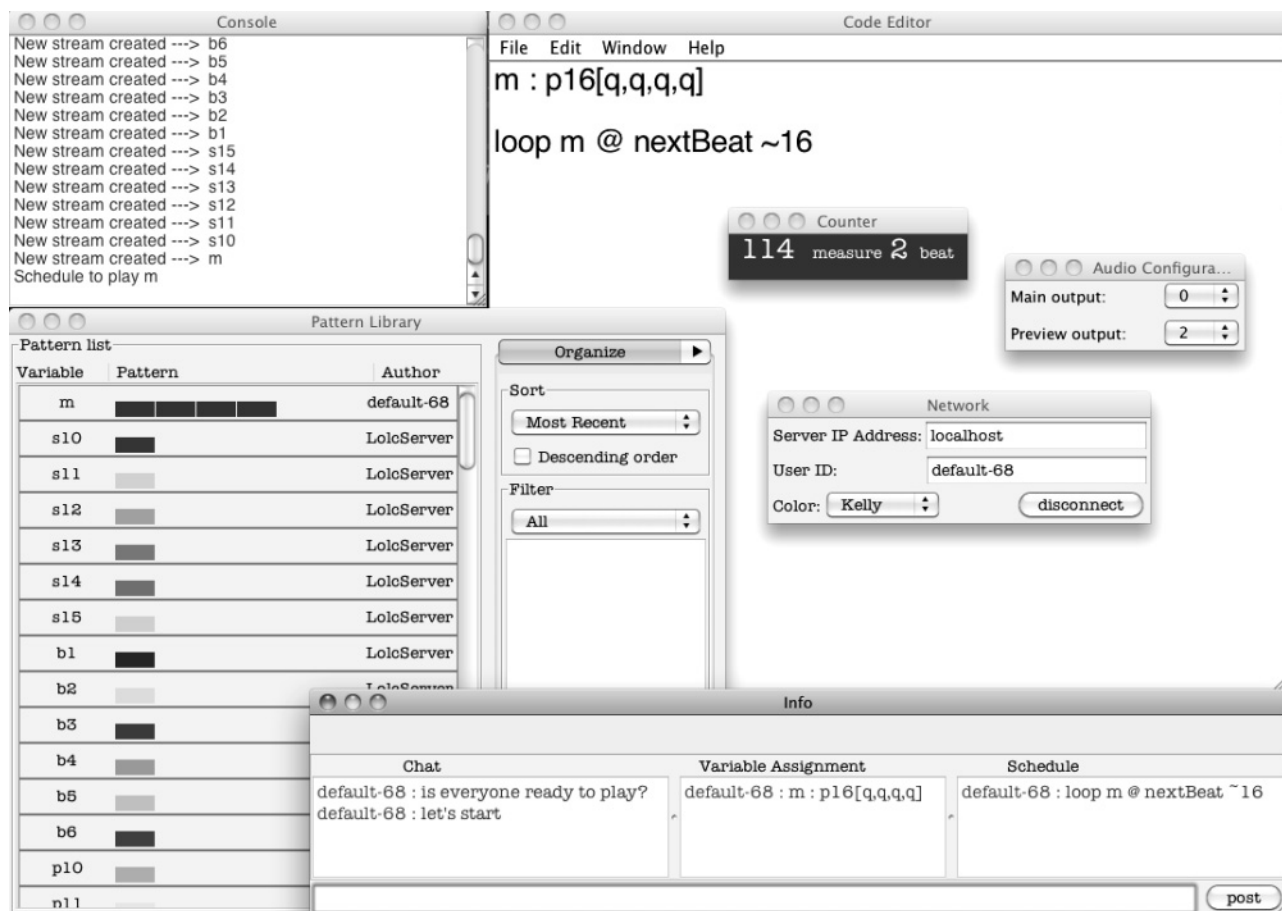 Console
New stream created ---> b6
New stream created ---> b5
New stream created ---> b4
New stream created ---> b3
New stream created ---> b2
New stream created ---> b1
New stream created ---> s15
New stream created ---> s14
New stream created ---> s13
New stream created ---> s12
New stream created ---> s11
New stream created ---> s10
New stream created ---> m
Schedule to play m
Code Editor
File Edit Window Help
m : p16[q,q,q,q]
loop m @ nextBeat ~16
Counter
114 measure 2 beat
Audio Configura...
Main output: 0
Preview output: 2
Network
Server IP Address: localhost
User ID: default-68
Color: Kelly disconnect
Pattern Library
Pattern list
Variable Pattern Author
m default-68
s10 LolcServer
s11 LolcServer
s12 LolcServer
s13 LolcServer
s14 LolcServer
s15 LolcServer
b1 LolcServer
b2 LolcServer
b3
b4
b5
b6
p10
p11
Organize
Sort
Most Recent
Descending order
Filter
All
Info
Chat
default-68 : is everyone ready to play?
default-68 : let's start
Variable Assignment
default-68 : m : p16[q,q,q,q]
Schedule
default-68 : loop m @ nextBeat ~16
post